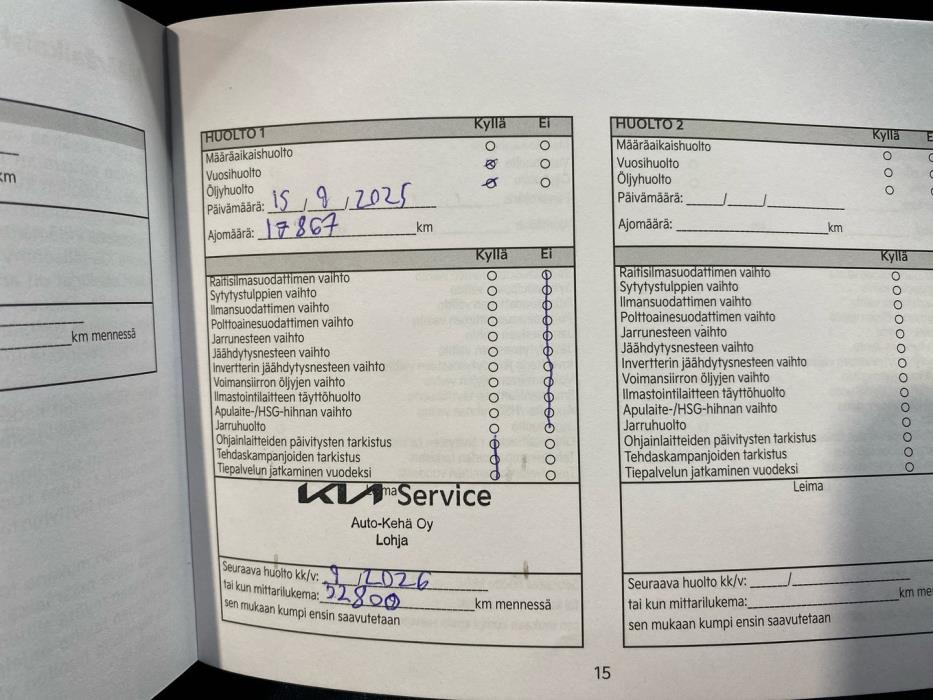 km
km mennessä
HUOLTO 1 Kyllä Ei
Määräaikaishuolto
Vuosihuolto
Öljyhuolto
Päivämäärä: 15 / 9 / 2025
Ajomäärä: 17867 km
Kyllä Ei
Raitisilmasuodattimen vaihto
Sytytystulppien vaihto
Ilmansuodattimen vaihto
Polttoainesuodattimen vaihto
Jarrunesteen vaihto
Jäähdytysnesteen vaihto
Invertterin jäähdytysnesteen vaihto
Voimansiirron öljyjen vaihto
Ilmastointilaitteen täyttöhuolto
Apulaite-/HSG-hihnan vaihto
Jarruhuolto
Ohjainlaitteiden päivitysten tarkistus
Tehdaskampanjoiden tarkistus
Tiepalvelun jatkaminen vuodeksi
KIA Service
Auto-Kehä Oy
Lohja
Seuraava huolto kk/v: 9 / 2026
tai kun mittarilukema: 32800 km mennessä
sen mukaan kumpi ensin saavutetaan
HUOLTO 2 Kyllä
Määräaikaishuolto
Vuosihuolto
Öljyhuolto
Päivämäärä: / /
Ajomäärä: km
Kyllä
Raitisilmasuodattimen vaihto
Sytytystulppien vaihto
Ilmansuodattimen vaihto
Polttoainesuodattimen vaihto
Jarrunesteen vaihto
Jäähdytysnesteen vaihto
Invertterin jäähdytysnesteen vaihto
Voimansiirron öljyjen vaihto
Ilmastointilaitteen täyttöhuolto
Apulaite-/HSG-hihnan vaihto
Jarruhuolto
Ohjainlaitteiden päivitysten tarkistus
Tehdaskampanjoiden tarkistus
Tiepalvelun jatkaminen vuodeksi
Leima
Seuraava huolto kk/v: /
tai kun mittarilukema: km me
sen mukaan kumpi ensin saavutetaan
15